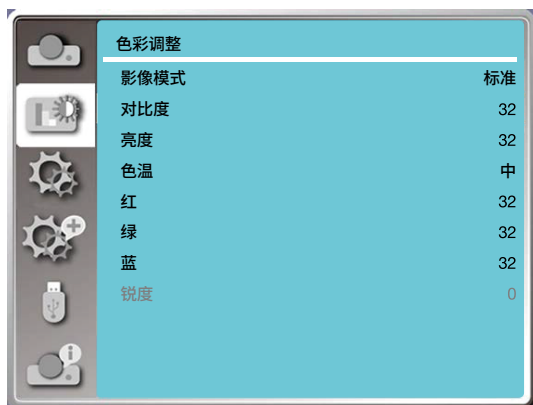 色彩调整
影像模式 标准
对比度 32
亮度 32
色温 中
红 32
绿 32
蓝 32
锐度 0